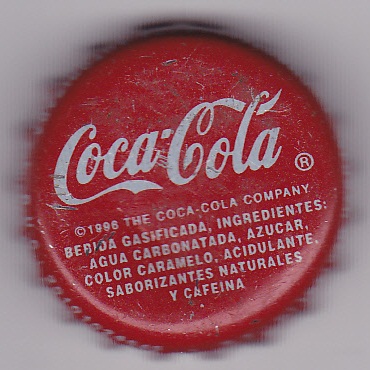 Coca-Cola ®
©1996 THE COCA-COLA COMPANY
BEBIDA GASIFICADA, INGREDIENTES:
AGUA CARBONATADA, AZUCAR,
COLOR CARAMELO, ACIDULANTE,
SABORIZANTES NATURALES
Y CAFEINA